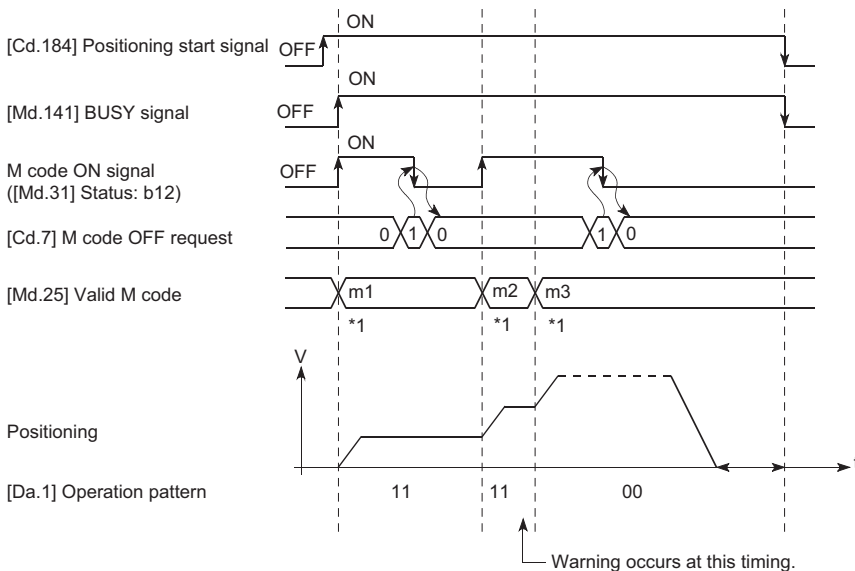 ON
[Cd.184] Positioning start signal OFF
ON
[Md.141] BUSY signal OFF
ON
M code ON signal OFF
([Md.31] Status: b12)
[Cd.7] M code OFF request 0 1 0 1 0
[Md.25] Valid M code m1 m2 m3
*1 *1 *1
V
Positioning
[Da.1] Operation pattern 11 11 00
Warning occurs at this timing.